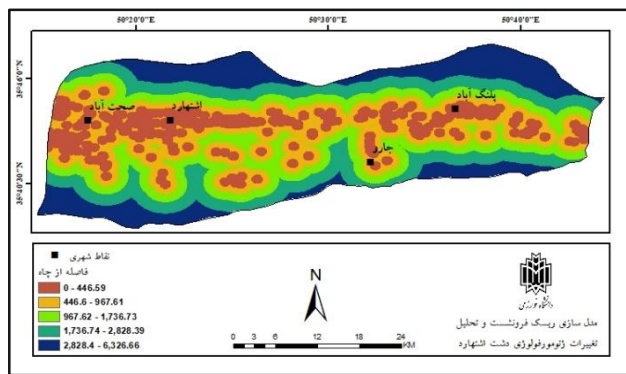 50°20'0"E
50°30'0"E
50°40'0"E
35°46'0"N
35°40'30"N
صحت آباد
اشتهارد
پلنگ آباد
جارو
نقاط شهری
فاصله از چاه
0 - 446.59
446.6 - 967.61
967.62 - 1,736.73
1,736.74 - 2,828.39
2,828.4 - 6,326.66
N
0 3 6 12 18 24
KM
دانشگاه خوارزمی
مدل سازی ریسک فرونشست و تحلیل
تغییرات ژئومورفولوژی دشت اشتهارد